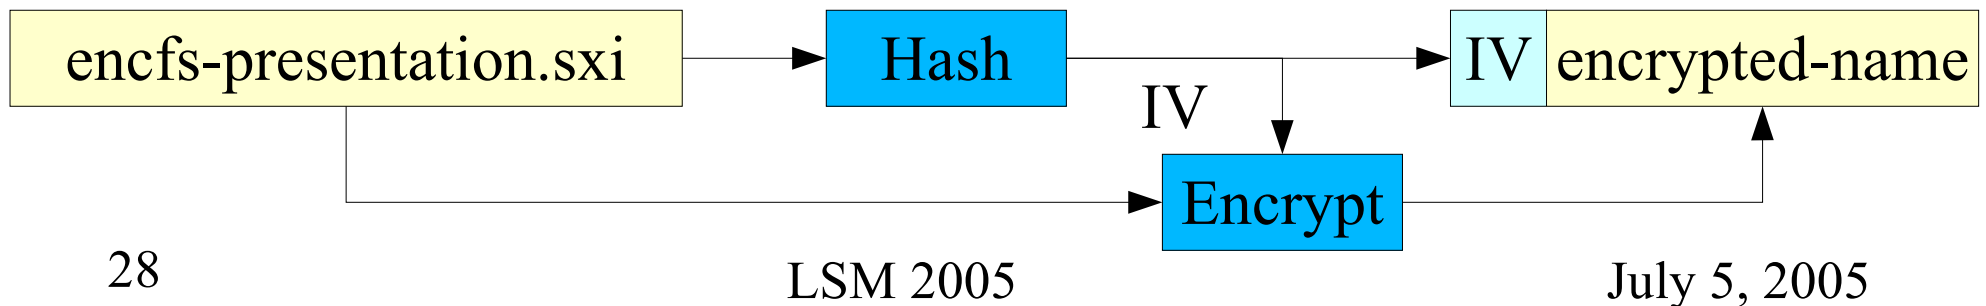 encfs-presentation.sxi
Hash
IV encrypted-name
IV
Encrypt
28
LSM 2005
July 5, 2005